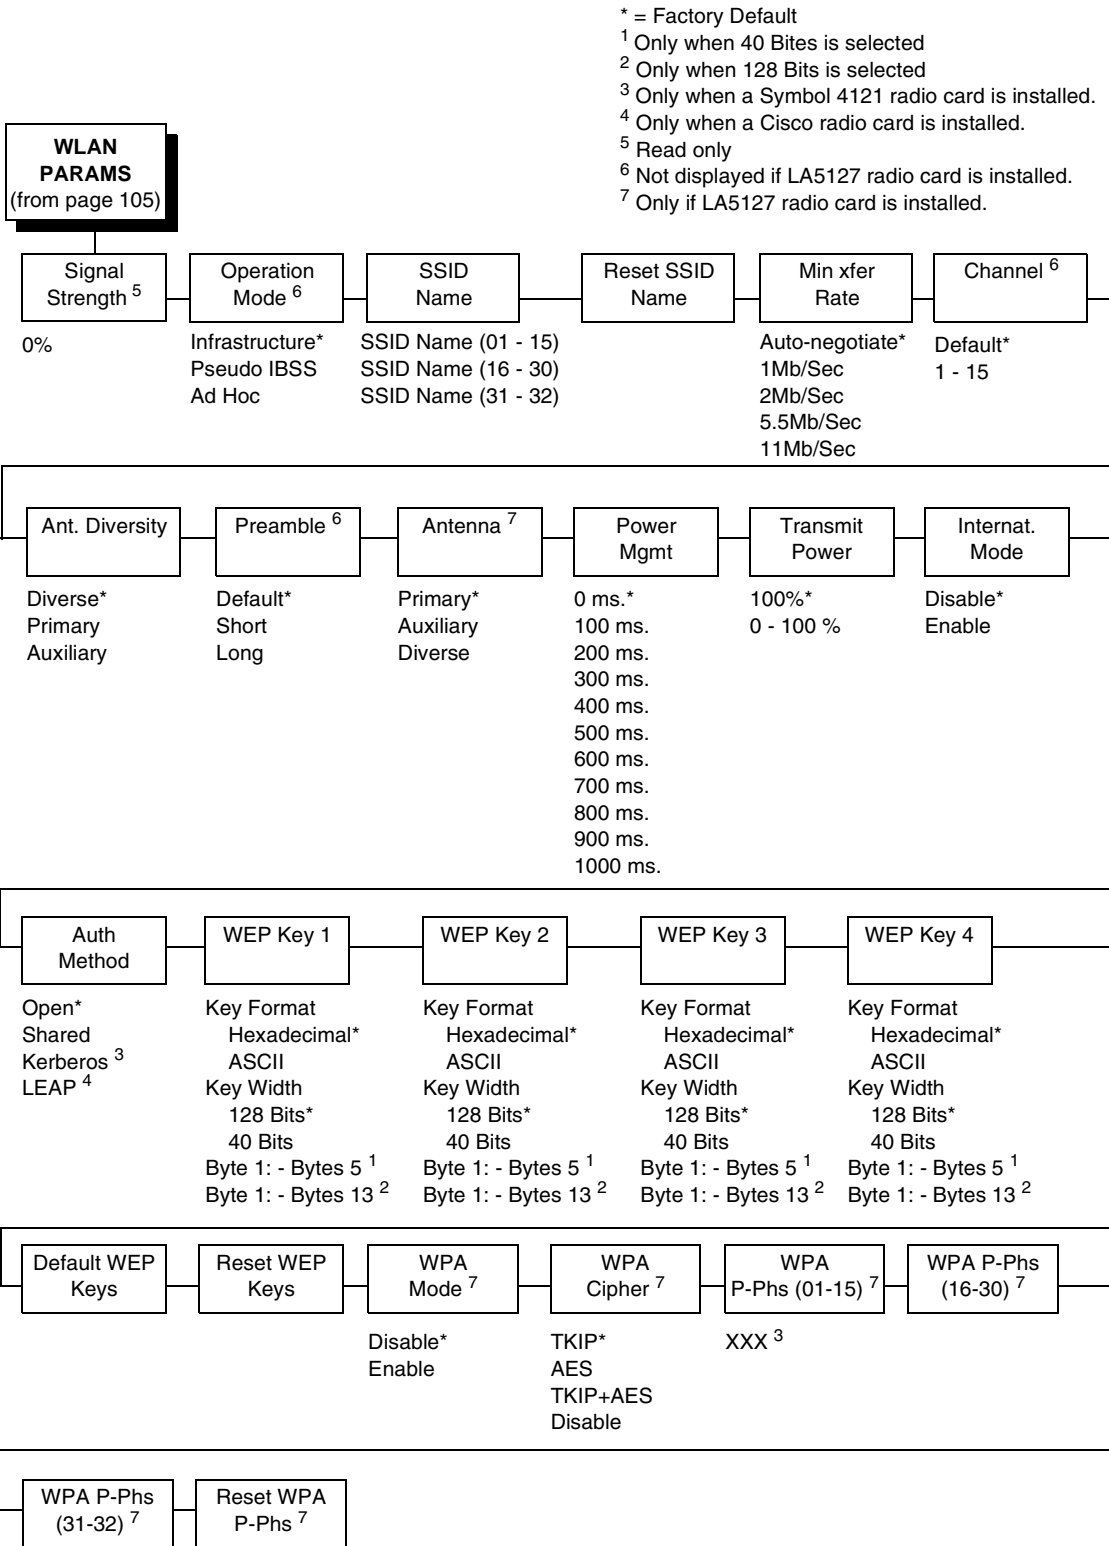 * = Factory Default
1 Only when 40 Bites is selected
2 Only when 128 Bits is selected
3 Only when a Symbol 4121 radio card is installed.
4 Only when a Cisco radio card is installed.
5 Read only
6 Not displayed if LA5127 radio card is installed.
7 Only if LA5127 radio card is installed.
WLAN
PARAMS
(from page 105)
Signal
Strength 5
0%
Operation
Mode 6
Infrastructure*
Pseudo IBSS
Ad Hoc
SSID
Name
SSID Name (01 - 15)
SSID Name (16 - 30)
SSID Name (31 - 32)
Reset SSID
Name
Min xfer
Rate
Auto-negotiate*
1Mb/Sec
2Mb/Sec
5.5Mb/Sec
11Mb/Sec
Channel 6
Default*
1 - 15
Ant. Diversity
Diverse*
Primary
Auxiliary
Preamble 6
Default*
Short
Long
Antenna 7
Primary*
Auxiliary
Diverse
Power
Mgmt
0 ms.*
100 ms.
200 ms.
300 ms.
400 ms.
500 ms.
600 ms.
700 ms.
800 ms.
900 ms.
1000 ms.
Transmit
Power
100%*
0 - 100 %
Internat.
Mode
Disable*
Enable
Auth
Method
Open*
Shared
Kerberos 3
LEAP 4
WEP Key 1
Key Format
Hexadecimal*
ASCII
Key Width
128 Bits*
40 Bits
Byte 1: - Bytes 5 1
Byte 1: - Bytes 13 2
WEP Key 2
Key Format
Hexadecimal*
ASCII
Key Width
128 Bits*
40 Bits
Byte 1: - Bytes 5 1
Byte 1: - Bytes 13 2
WEP Key 3
Key Format
Hexadecimal*
ASCII
Key Width
128 Bits*
40 Bits
Byte 1: - Bytes 5 1
Byte 1: - Bytes 13 2
WEP Key 4
Key Format
Hexadecimal*
ASCII
Key Width
128 Bits*
40 Bits
Byte 1: - Bytes 5 1
Byte 1: - Bytes 13 2
Default WEP
Keys
Reset WEP
Keys
WPA
Mode 7
Disable*
Enable
WPA
Cipher 7
TKIP*
AES
TKIP+AES
Disable
WPA
P-Phs (01-15) 7
XXX 3
WPA P-Phs
(16-30) 7
WPA P-Phs
(31-32) 7
Reset WPA
P-Phs 7